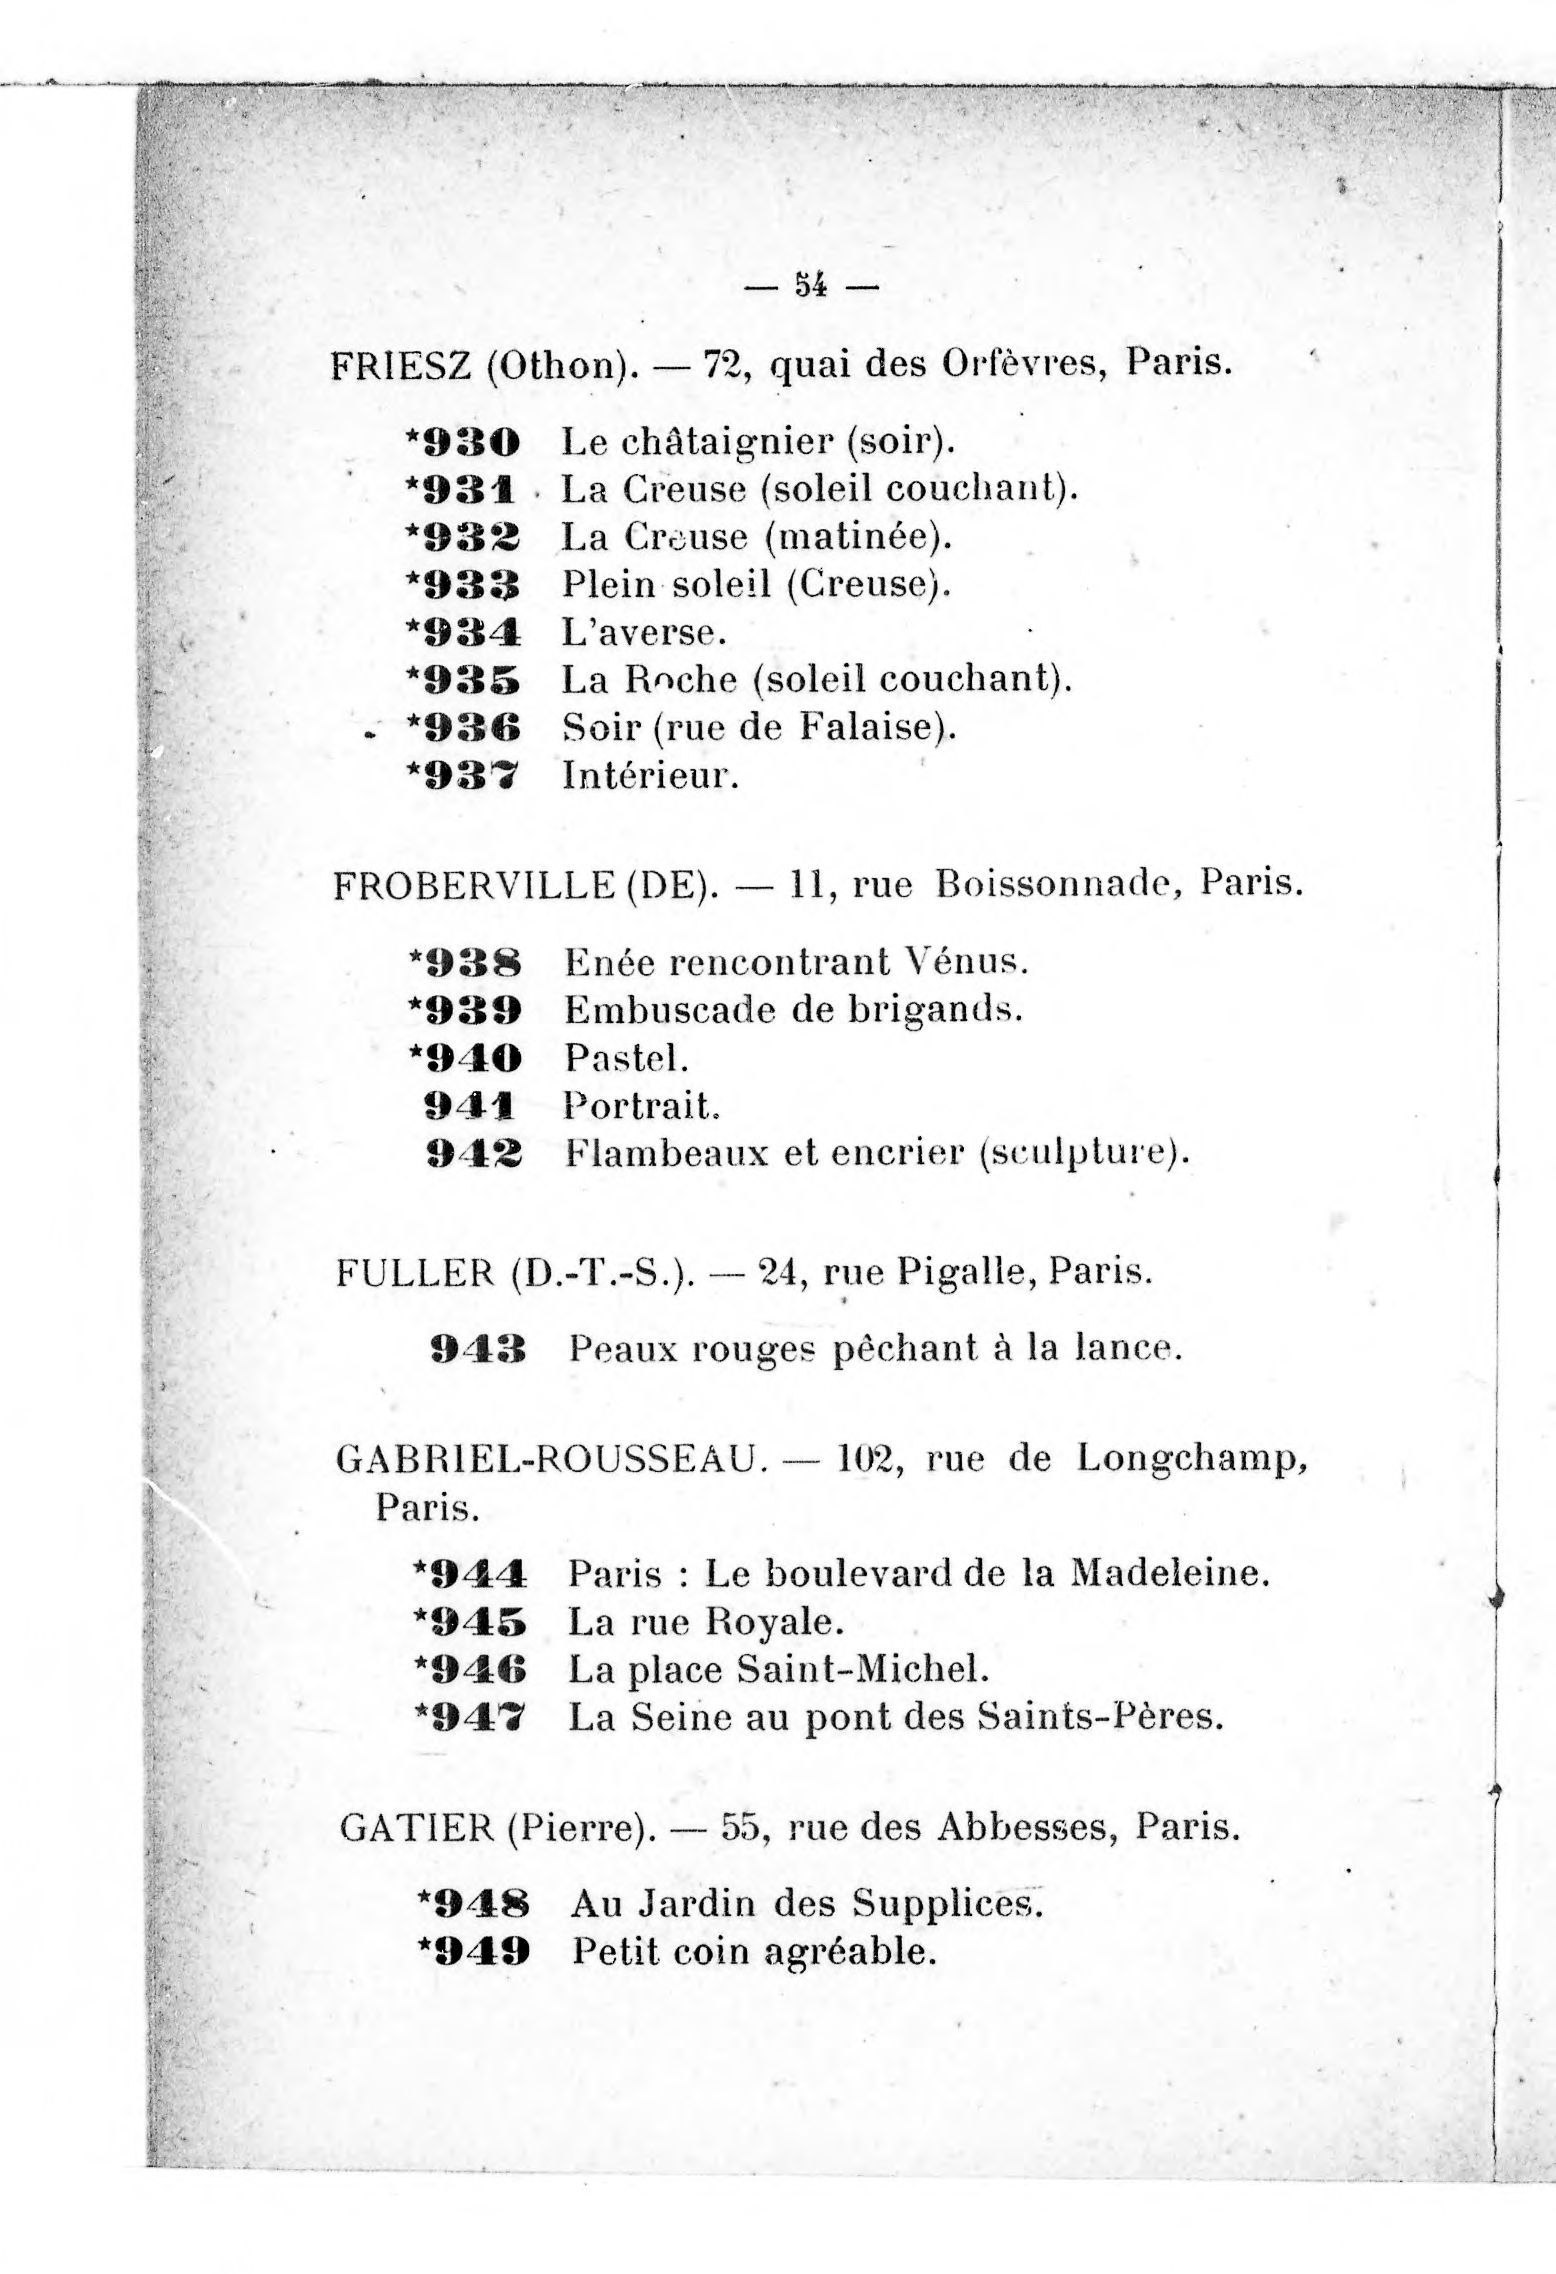 — 54 —
FRIESZ (Othon). — 72, quai des Orfèvres, Paris.
*930 Le châtaignier (soir).
*931 La Creuse (soleil couchant).
*932 La Creuse (matinée).
*933 Plein soleil (Creuse).
*934 L'averse.
*935 La Roche (soleil couchant).
*936 Soir (rue de Falaise).
*937 Intérieur.
FROBERVILLE (DE). — 11, rue Boissonnade, Paris.
*938 Enée rencontrant Vénus.
*939 Embuscade de brigands.
*940 Pastel.
941 Portrait.
942 Flambeaux et encrier (sculpture).
FULLER (D.-T.-S.). — 24, rue Pigalle, Paris.
943 Peaux rouges pêchant à la lance.
GABRIEL-ROUSSEAU. — 102, rue de Longchamp,
Paris.
*944 Paris : Le boulevard de la Madeleine.
*945 La rue Royale.
*946 La place Saint-Michel.
*947 La Seine au pont des Saints-Pères.
GATIER (Pierre). — 55, rue des Abbesses, Paris.
*948 Au Jardin des Supplices.
*949 Petit coin agréable.